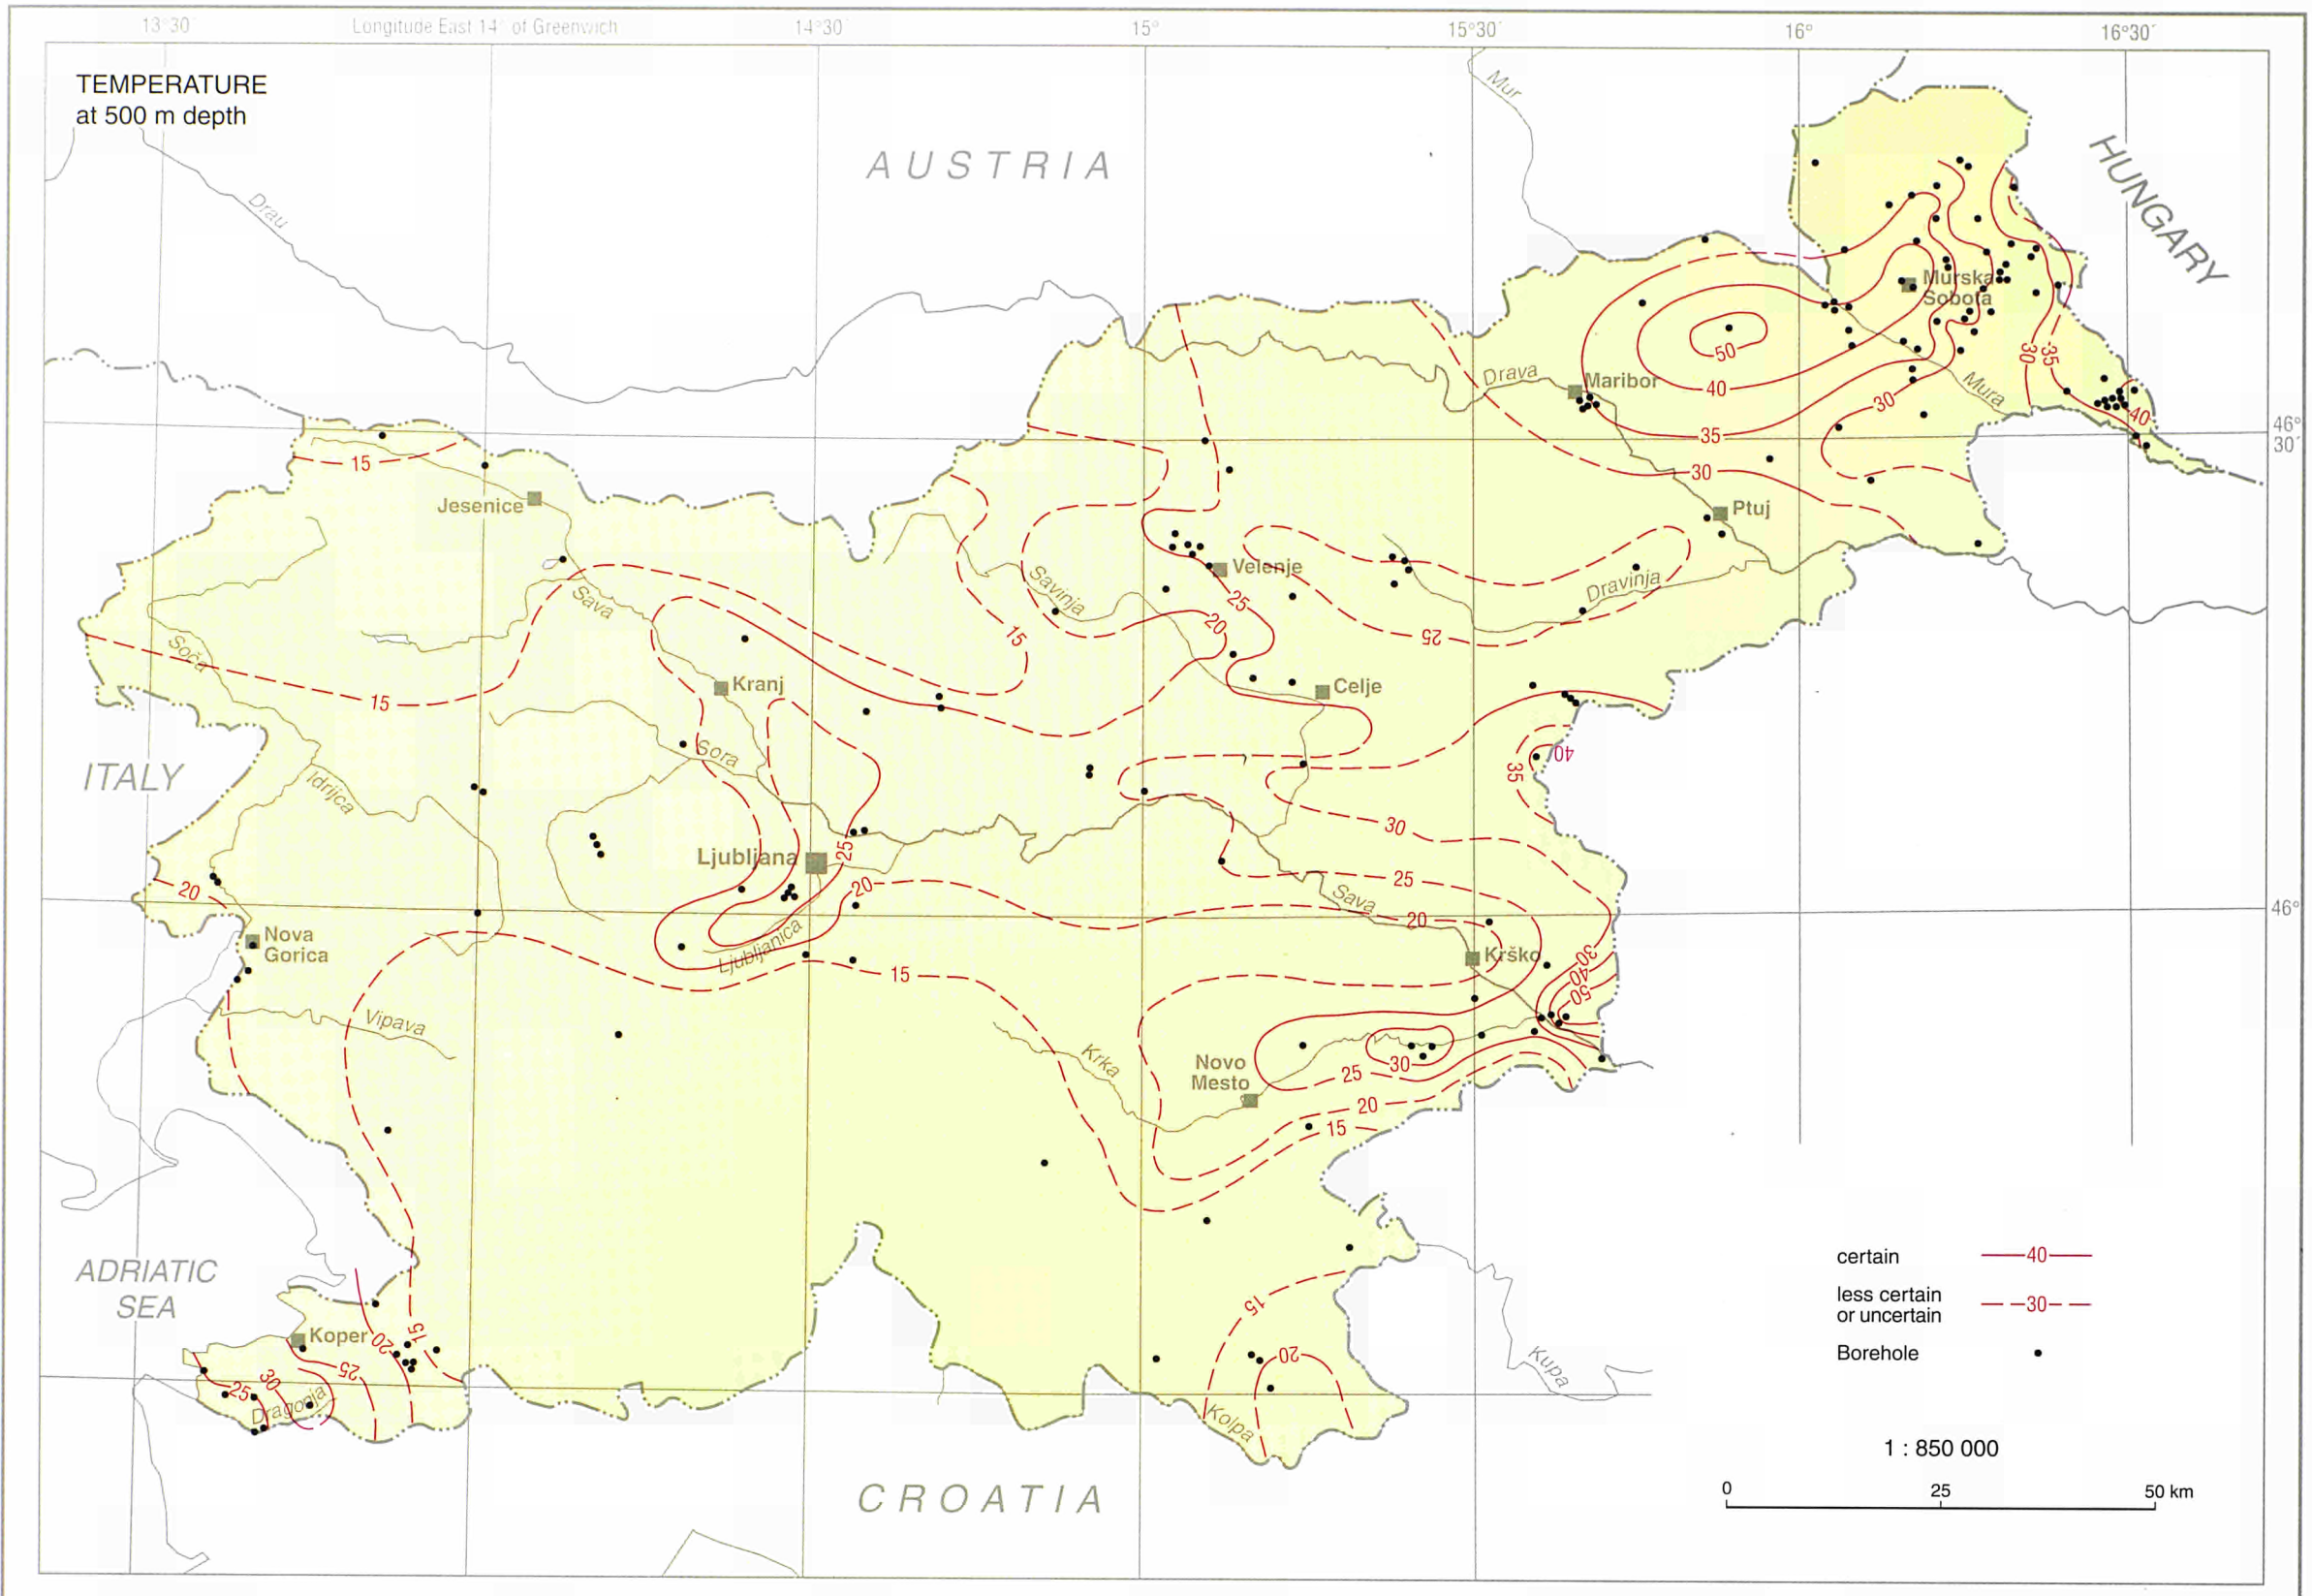 13°30´
Longitude East 14° of Greenwich
14°30
15°
15°30´
16°
16°30´
TEMPERATURE
at 500 m depth
AUSTRIA
HUNGARY
Mur
Drau
Murska
Sobota
50
Drava
Maribor
40
30
35
30
Mura
40
35
46°
30´
15
30
Jesenice
Ptuj
Savinja
Velenje
Dravinja
Sava
25
20
15
25
Soča
15
Kranj
Celje
Sora
40
35
ITALY
Idrijca
30
Ljubljana
25
20
20
25
Sava
20
46°
Nova
Gorica
Ljubljanica
15
Krško
30
40
50
Vipava
Krka
Novo
Mesto
30
25
20
15
ADRIATIC
SEA
certain
40
less certain
or uncertain
30
Borehole
15
Koper
20
15
25
30
25
Dragonja
20
Kolpa
Kupa
1 : 850 000
0
25
50 km
CROATIA